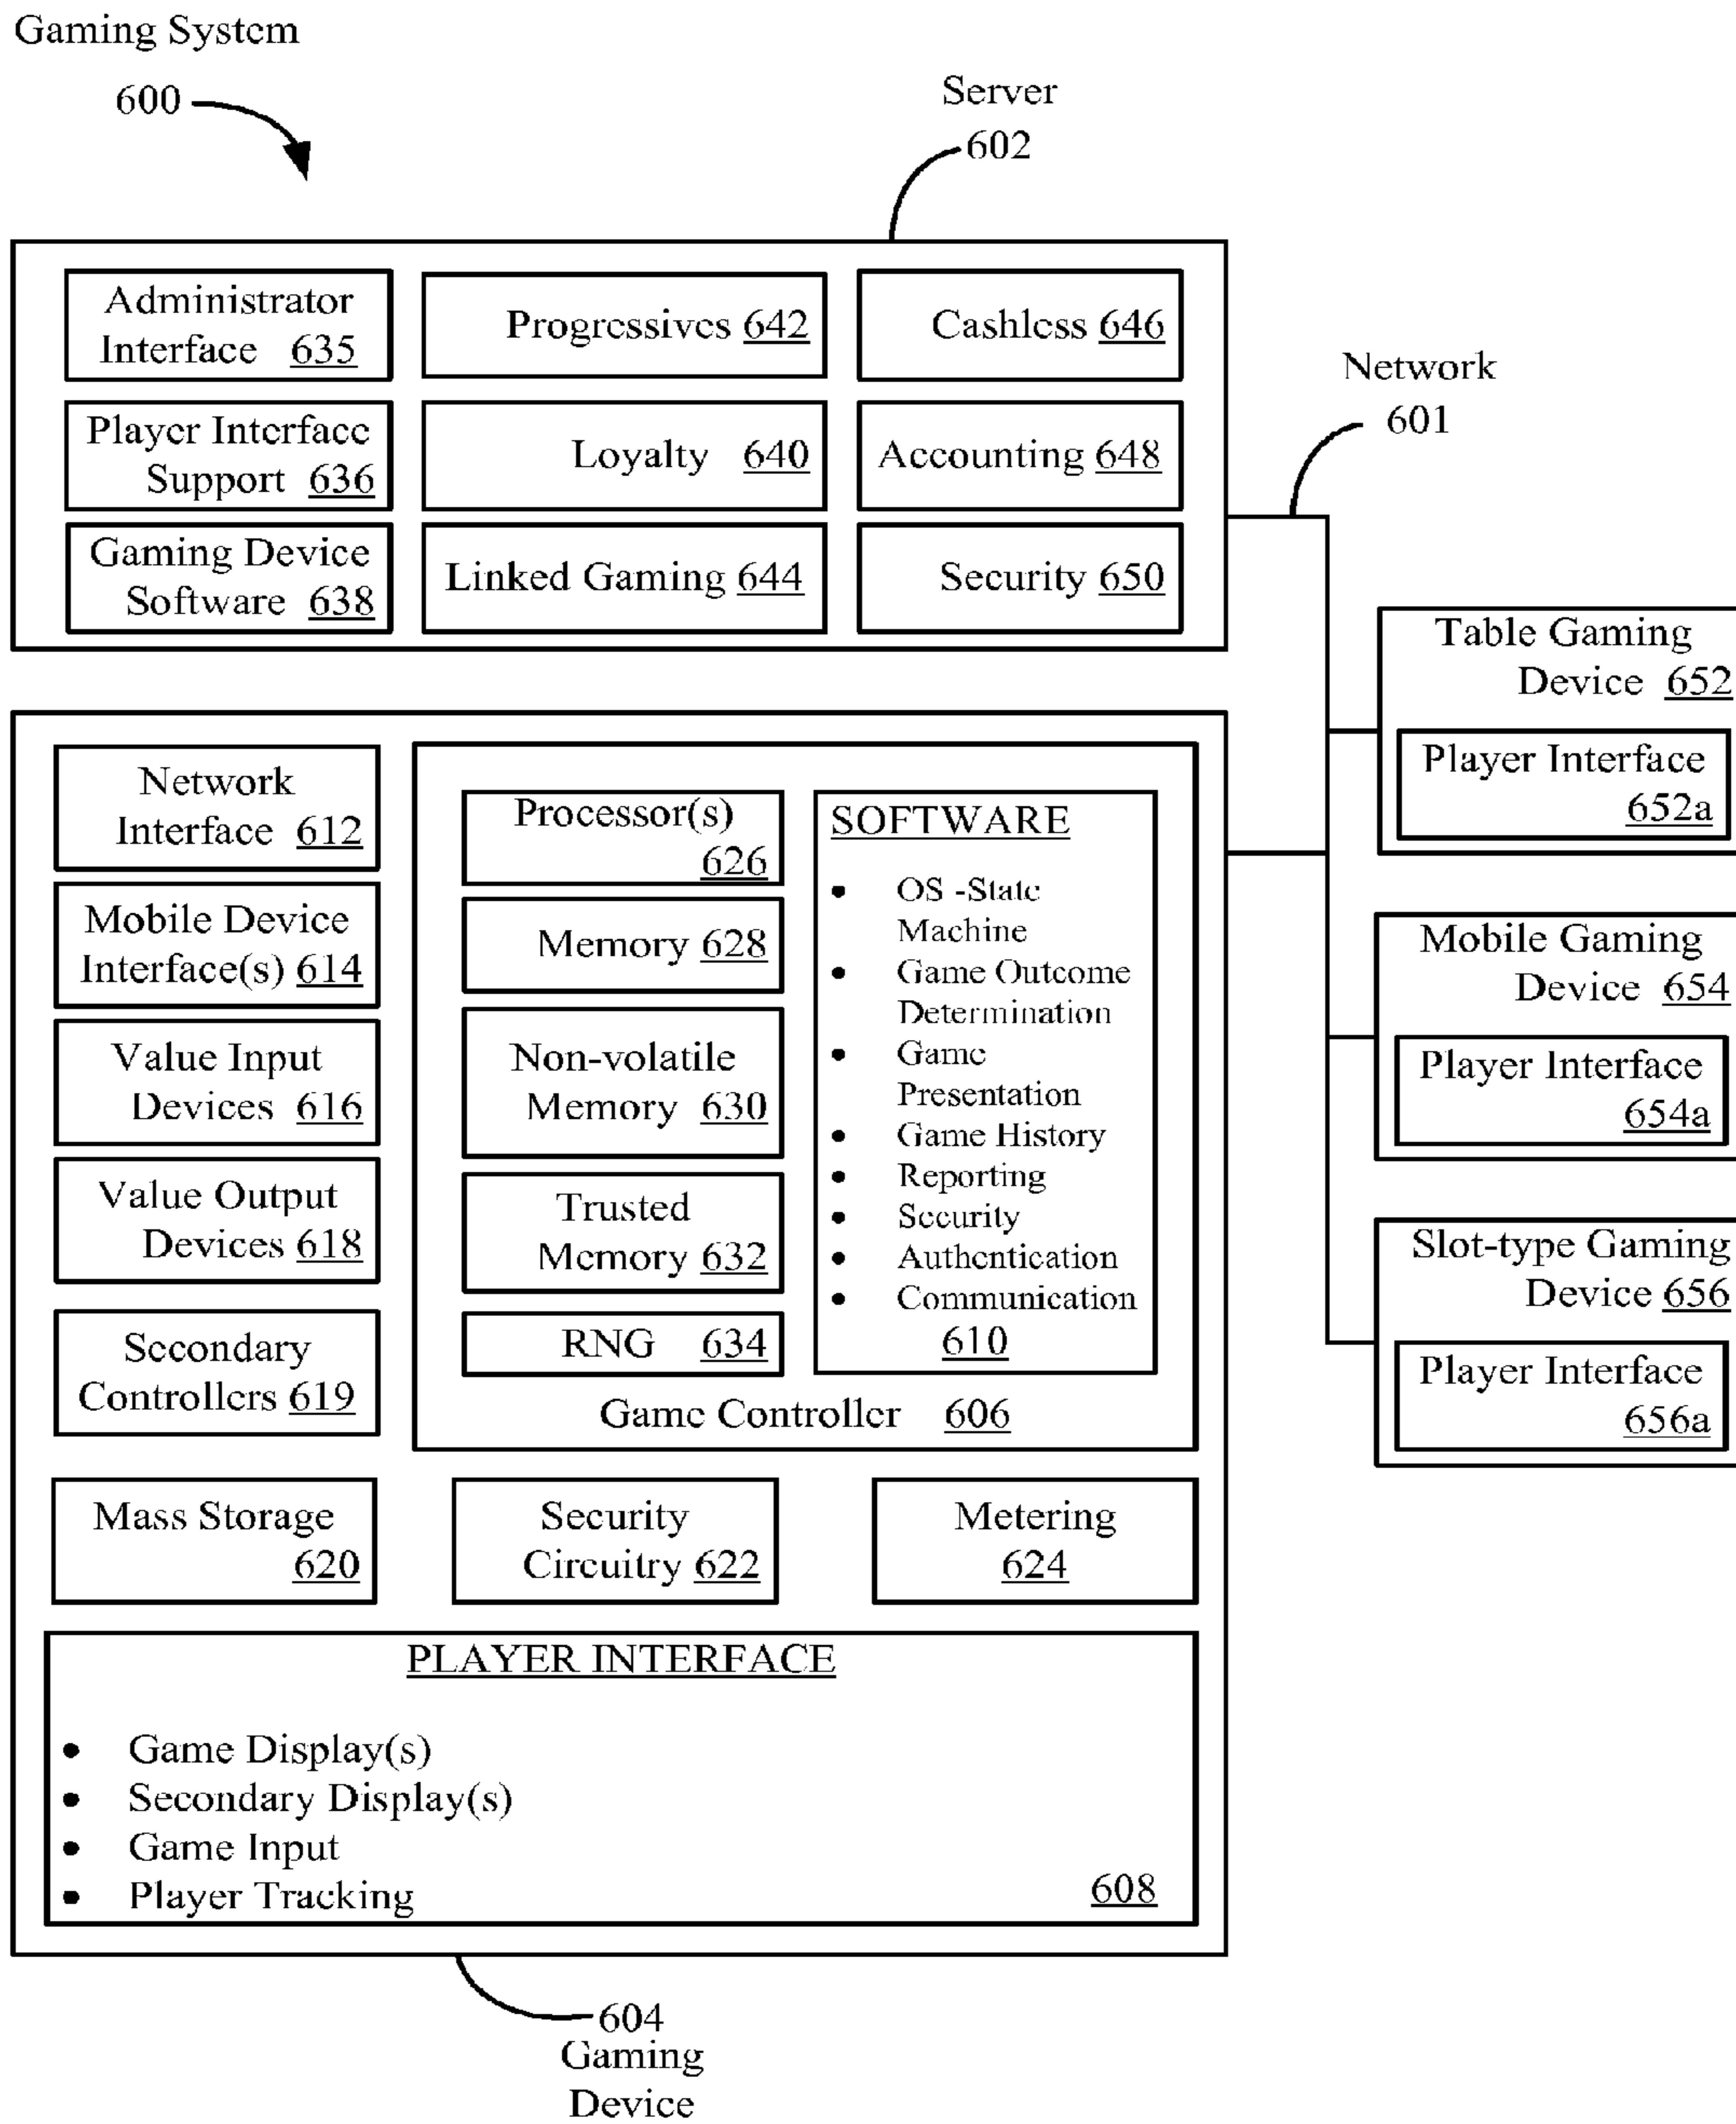 Gaming System
600
Server
602
Administrator
Interface 635
Progressives 642
Cashless 646
Player Interface
Support 636
Loyalty 640
Accounting 648
Gaming Device
Software 638
Linked Gaming 644
Security 650
Network
601
Table Gaming
Device 652
Player Interface
652a
Mobile Gaming
Device 654
Player Interface
654a
Slot-type Gaming
Device 656
Player Interface
656a
Network
Interface 612
Mobile Device
Interface(s) 614
Value Input
Devices 616
Value Output
Devices 618
Secondary
Controllers 619
Processor(s)
626
Memory 628
Non-volatile
Memory 630
Trusted
Memory 632
RNG 634
SOFTWARE
• OS -State
Machine
• Game Outcome
Determination
• Game
Presentation
• Game History
• Reporting
• Security
• Authentication
• Communication
610
Game Controller 606
Mass Storage
620
Security
Circuitry 622
Metering
624
PLAYER INTERFACE
• Game Display(s)
• Secondary Display(s)
• Game Input
• Player Tracking
608
604
Gaming
Device